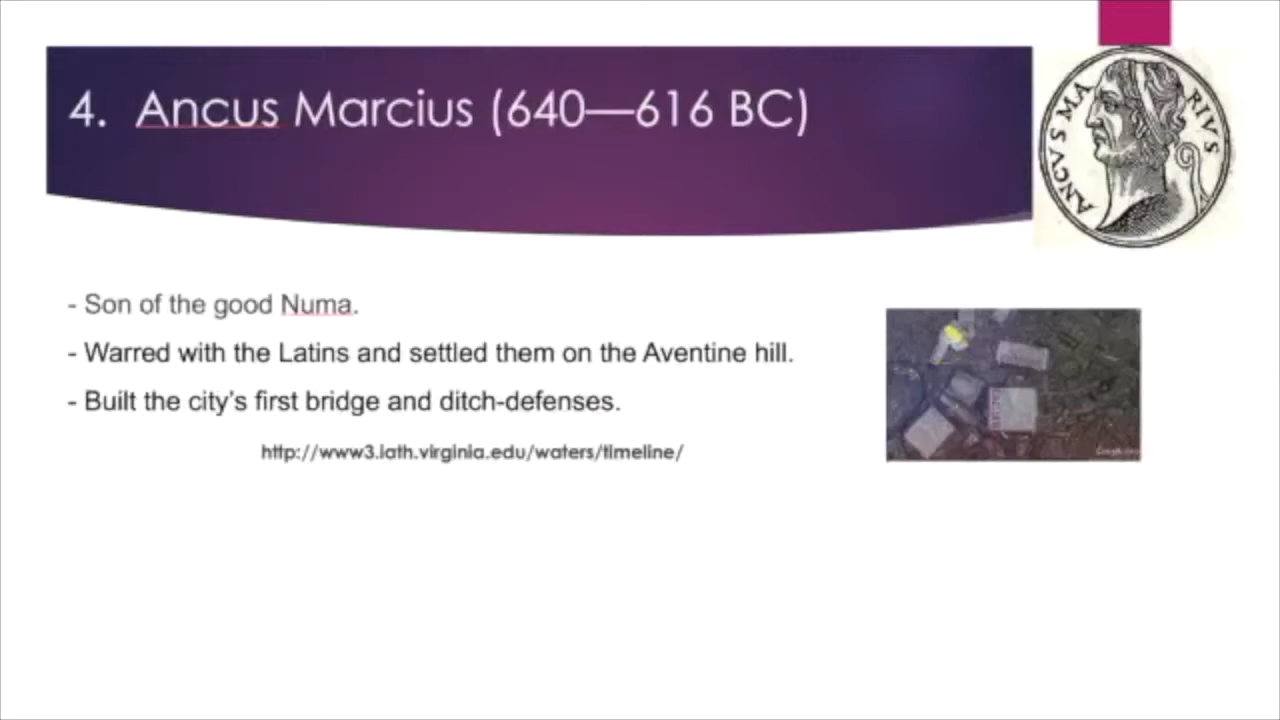 4. Ancus Marcius (640—616 BC)
ANCVS MA RIVS
- Son of the good Numa.
- Warred with the Latins and settled them on the Aventine hill.
- Built the city's first bridge and ditch-defenses.
http://www3.iath.virginia.edu/waters/timeline/